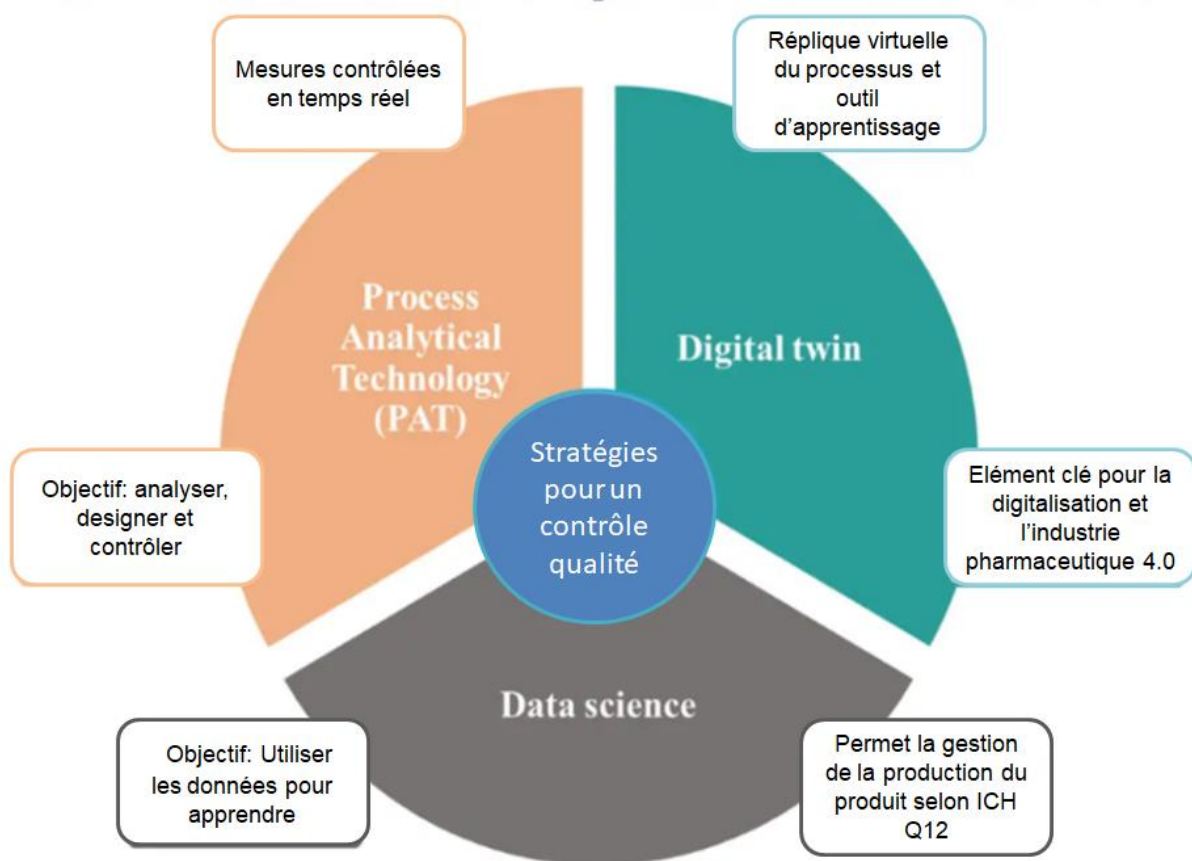 Mesures contrôlées
en temps réel
Réplique virtuelle
du processus et
outil
d’apprentissage
Process
Analytical
Technology
(PAT)
Digital twin
Stratégies
pour un
contrôle
qualité
Objectif: analyser,
designer et
contrôler
Elément clé pour la
digitalisation et
l’industrie
pharmaceutique 4.0
Data science
Objectif: Utiliser
les données pour
apprendre
Permet la gestion
de la production du
produit selon ICH
Q12